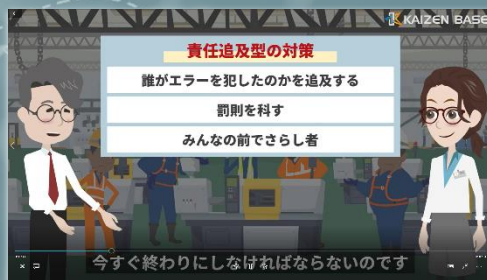 KAIZEN BASE
責任追及型の対策
誰がエラーを犯したのかを追及する
罰則を科す
みんなの前でさらし者
今すぐ終わりにしなければならないのです